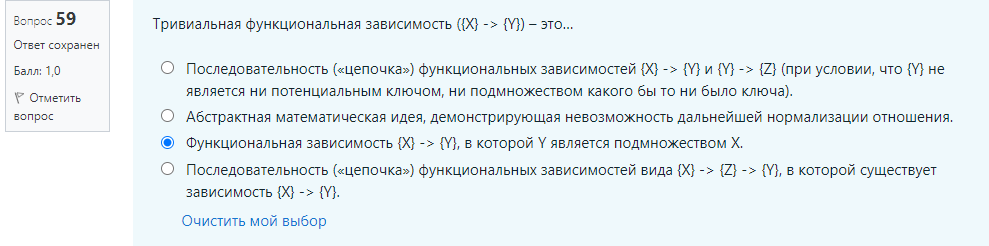 Вопрос 59
Ответ сохранен
Балл: 1,0
Отметить
вопрос
Тривиальная функциональная зависимость ({X} -> {Y}) – это...
Последовательность («цепочка») функциональных зависимостей {X} -> {Y} и {Y} -> {Z} (при условии, что {Y} не
является ни потенциальным ключом, ни подмножеством какого бы то ни было ключа).
Абстрактная математическая идея, демонстрирующая невозможность дальнейшей нормализации отношения.
Функциональная зависимость {X} -> {Y}, в которой Y является подмножеством X.
Последовательность («цепочка») функциональных зависимостей вида {X} -> {Z} -> {Y}, в которой существует
зависимость {X} -> {Y}.
Очистить мой выбор